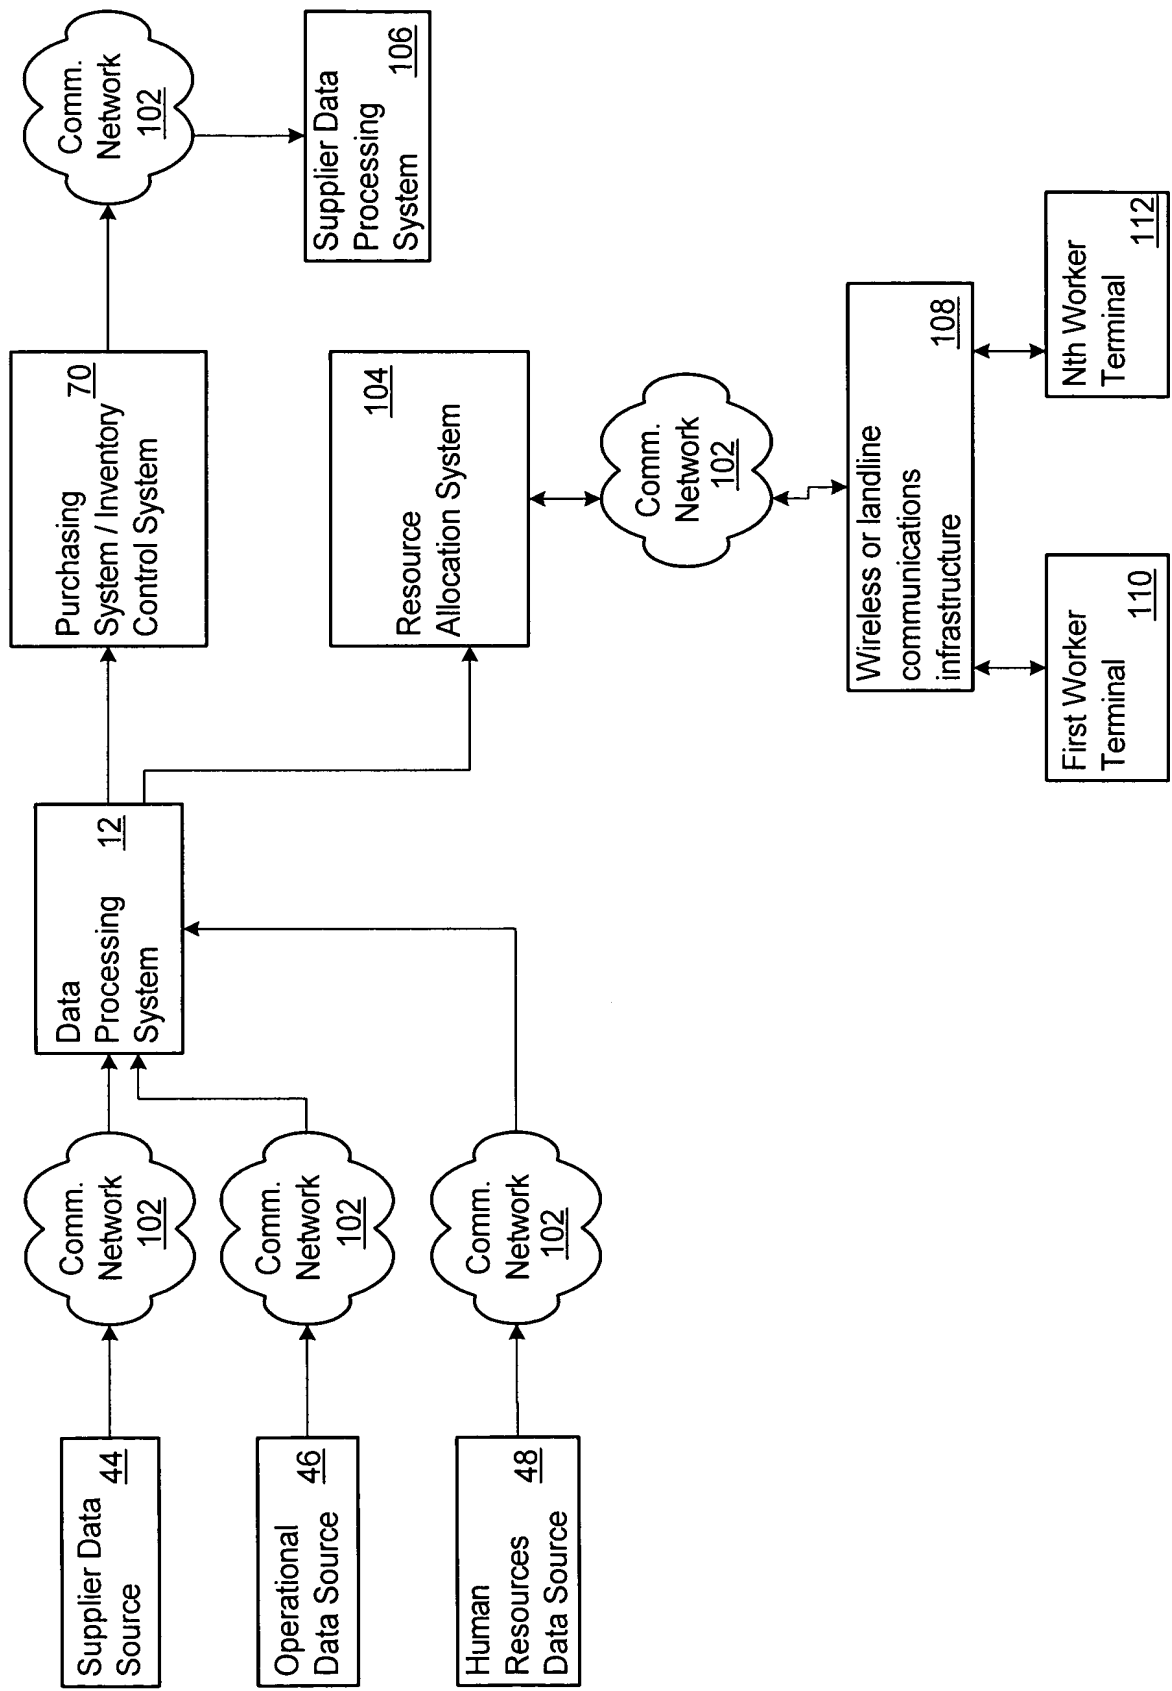 Supplier Data
Source
44
Operational
Data Source
46
Human
Resources
Data Source
48
Comm.
Network
102
Comm.
Network
102
Comm.
Network
102
Data
Processing
System
12
Purchasing
System / Inventory
Control System
70
Resource
Allocation System
104
Comm.
Network
102
Supplier Data
Processing
System
106
Comm.
Network
102
Wireless or landline
communications
infrastructure
108
First Worker
Terminal
110
Nth Worker
Terminal
112